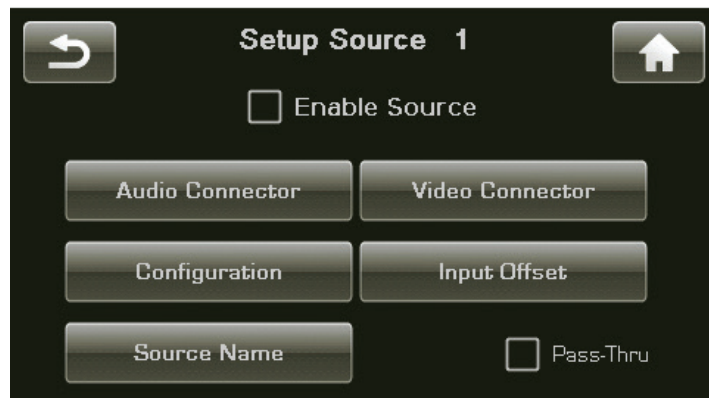 Setup Source 1
Enable Source
Audio Connector
Video Connector
Configuration
Input Offset
Source Name
Pass-Thru